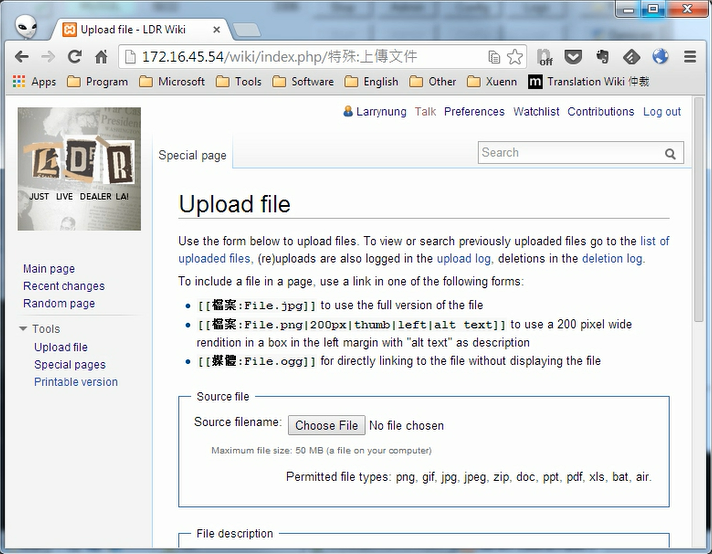 Upload file - LDR Wiki
172.16.45.54/wiki/index.php/特殊:上傳文件
Apps Program Microsoft Tools Software English Other Xuenn Translation Wiki 仲裁
Larrynung Talk Preferences Watchlist Contributions Log out
LDR
JUST LIVE DEALER LA!
Special page
Search
Upload file
Use the form below to upload files. To view or search previously uploaded files go to the list of
uploaded files, (re)uploads are also logged in the upload log, deletions in the deletion log.
To include a file in a page, use a link in one of the following forms:
[[檔案:File.jpg]] to use the full version of the file
[[檔案:File.png|200px|thumb|left|alt text]] to use a 200 pixel wide
rendition in a box in the left margin with "alt text" as description
[[媒體:File.ogg]] for directly linking to the file without displaying the file
Main page
Recent changes
Random page
Tools
Upload file
Special pages
Printable version
Source file
Source filename: Choose File No file chosen
Maximum file size: 50 MB (a file on your computer)
Permitted file types: png, gif, jpg, jpeg, zip, doc, ppt, pdf, xls, bat, air.
File description